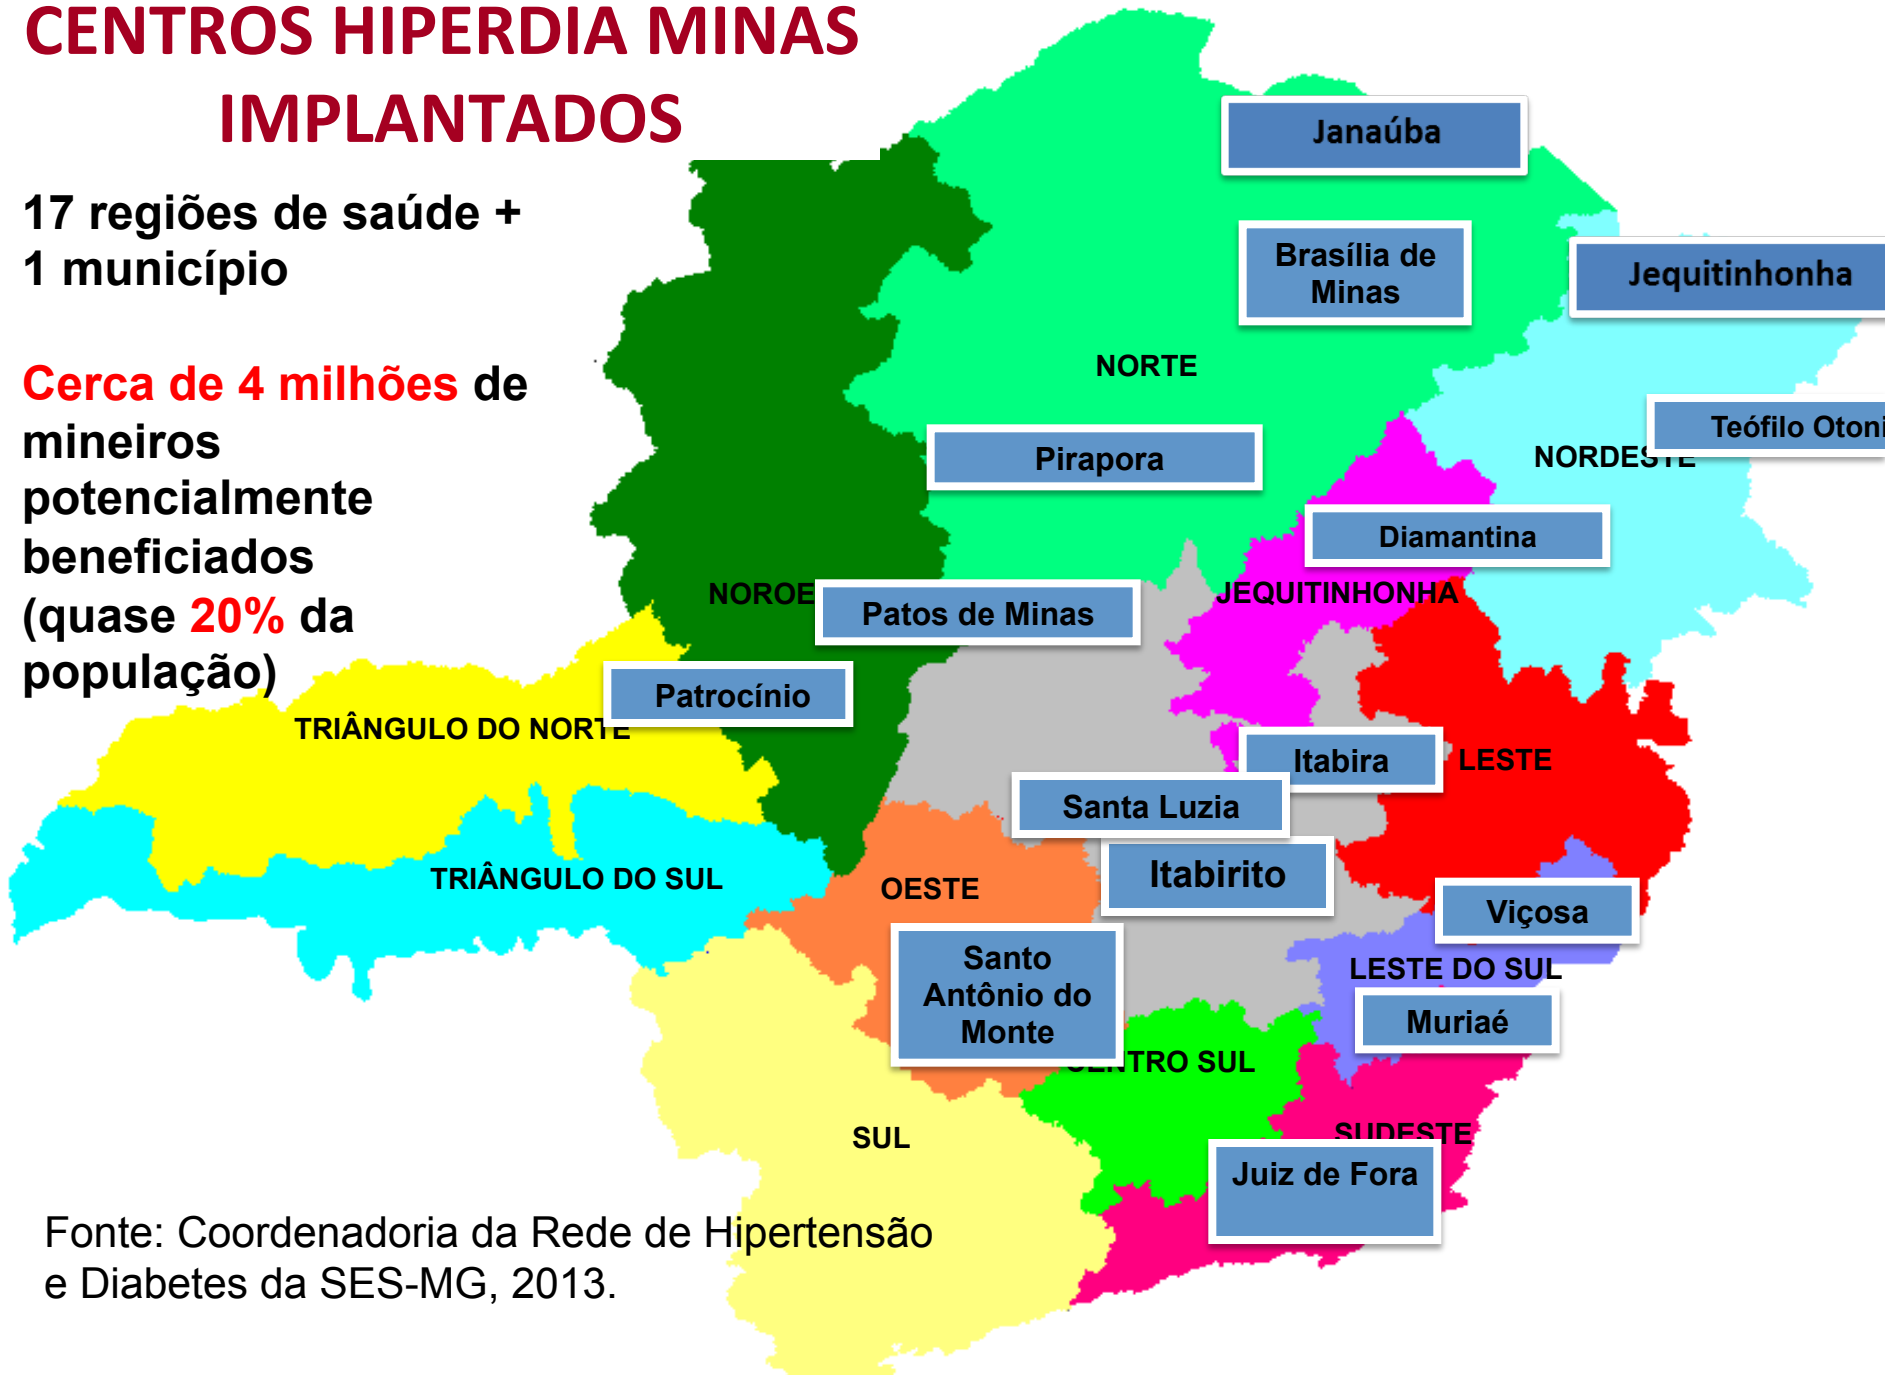 CENTROS HIPERDIA MINAS
IMPLANTADOS
17 regiões de saúde +
1 município
Cerca de 4 milhões de
mineiros
potencialmente
beneficiados
(quase 20% da
população)
Janaúba
Brasília de
Minas
Jequitinhonha
NORTE
Teófilo Otoni
NORDESTE
Pirapora
Diamantina
JEQUITINHONHA
NOROE
Patos de Minas
Patrocínio
TRIÂNGULO DO NORTE
Itabira
LESTE
Santa Luzia
Itabirito
TRIÂNGULO DO SUL
OESTE
Viçosa
Santo
Antônio do
Monte
LESTE DO SUL
Muriaé
CENTRO SUL
SUL
SUDESTE
Juiz de Fora
Fonte: Coordenadoria da Rede de Hipertensão
e Diabetes da SES-MG, 2013.